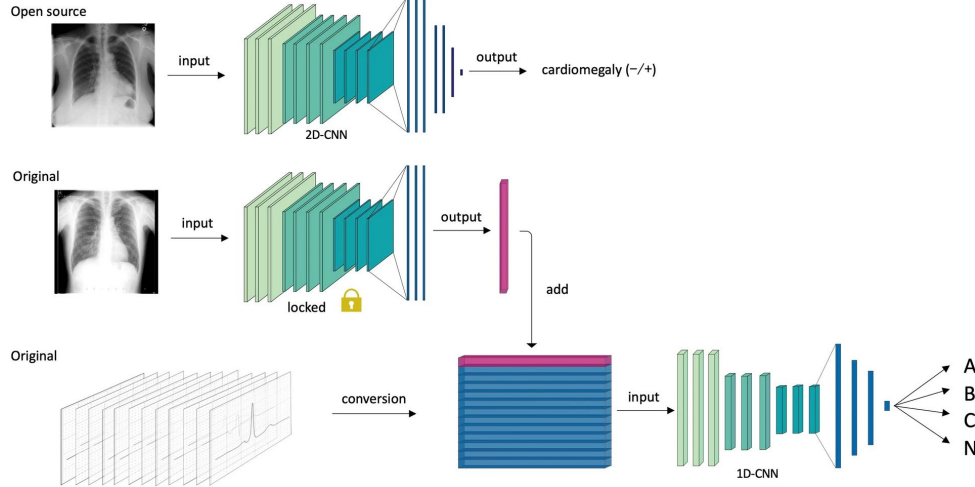 Open source
input
output
cardiomegaly (−/+)
2D-CNN
Original
input
output
locked
add
Original
conversion
input
1D-CNN
A
B
C
N